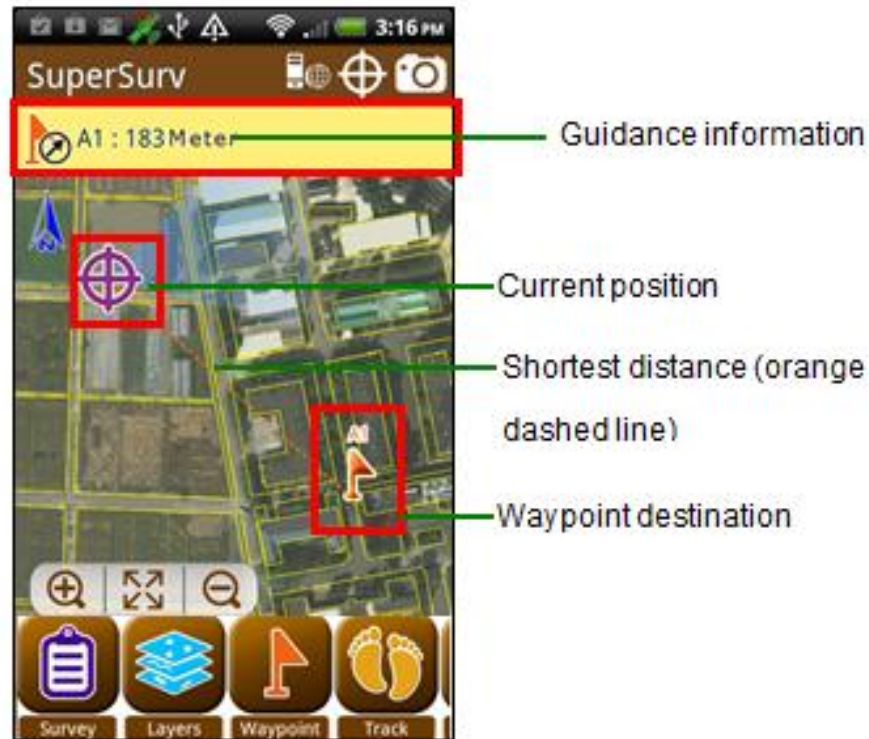 3:16 PM
SuperSurv
A1 : 183 Meter
Guidance information
N
Current position
Shortest distance (orange
dashed line)
A1
Waypoint destination
Survey
Layers
Waypoint
Track